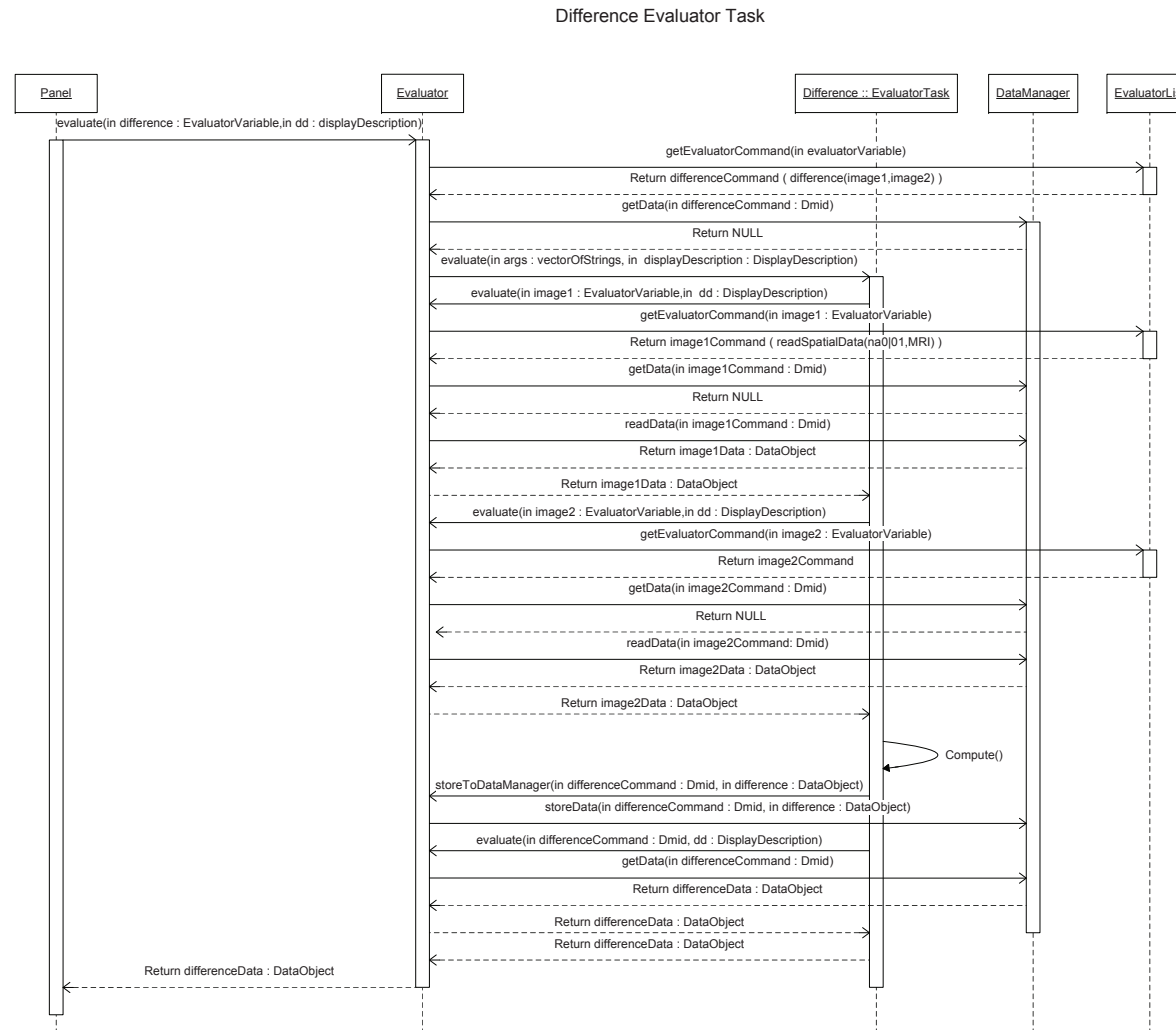 Difference Evaluator Task
Panel
Evaluator
Difference :: EvaluatorTask
DataManager
EvaluatorLi
evaluate(in difference : EvaluatorVariable,in dd : displayDescription)
getEvaluatorCommand(in evaluatorVariable)
Return differenceCommand ( difference(image1,image2) )
getData(in differenceCommand : Dmid)
Return NULL
evaluate(in args : vectorOfStrings, in displayDescription : DisplayDescription)
evaluate(in image1 : EvaluatorVariable,in dd : DisplayDescription)
getEvaluatorCommand(in image1 : EvaluatorVariable)
Return image1Command ( readSpatialData(na0|01,MRI) )
getData(in image1Command : Dmid)
Return NULL
readData(in image1Command : Dmid)
Return image1Data : DataObject
Return image1Data : DataObject
evaluate(in image2 : EvaluatorVariable,in dd : DisplayDescription)
getEvaluatorCommand(in image2 : EvaluatorVariable)
Return image2Command
getData(in image2Command : Dmid)
Return NULL
readData(in image2Command: Dmid)
Return image2Data : DataObject
Return image2Data : DataObject
Compute()
storeToDataManager(in differenceCommand : Dmid, in difference : DataObject)
storeData(in differenceCommand : Dmid, in difference : DataObject)
evaluate(in differenceCommand : Dmid, dd : DisplayDescription)
getData(in differenceCommand : Dmid)
Return differenceData : DataObject
Return differenceData : DataObject
Return differenceData : DataObject
Return differenceData : DataObject